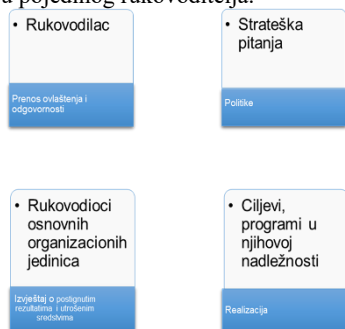 u pojedinog rukovoditelja.
• Rukovodilac
Prenos ovlaštenja i
odgovornosti
• Strateška
pitanja
Politike
• Rukovodioci
osnovnih
organizacionih
jedinica
Izvještaj o postignutim
rezultatima i utrošenim
sredstvima
• Ciljevi,
programi u
njihovoj
nadležnosti
Realizacija